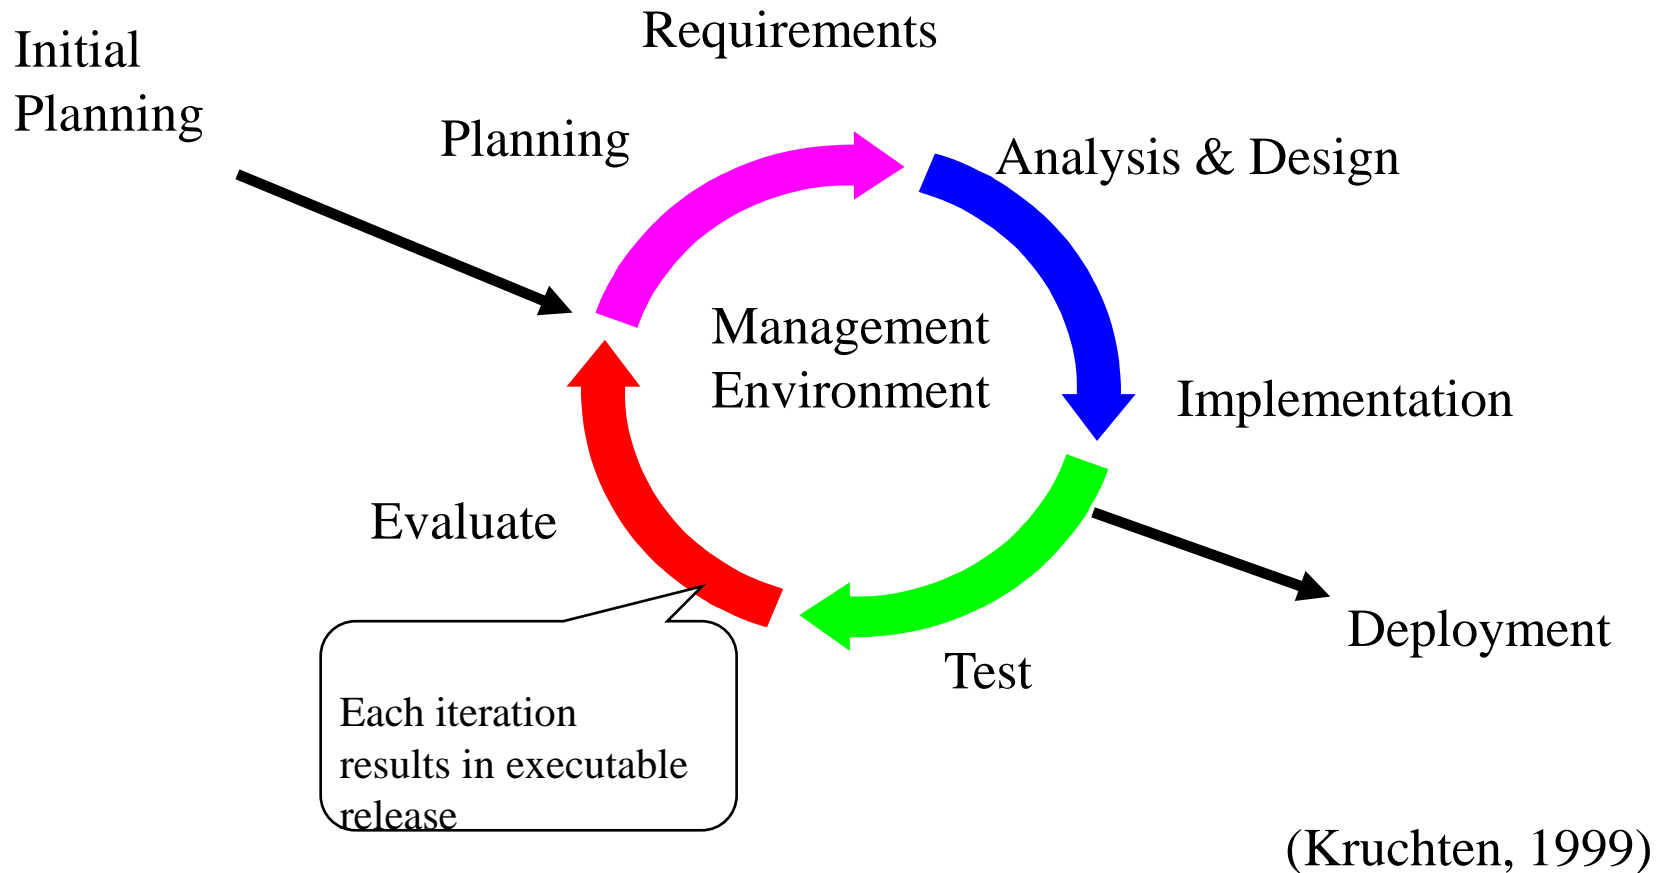 Initial
Planning
Requirements
Planning
Analysis & Design
Management
Environment
Implementation
Evaluate
Deployment
Test
Each iteration
results in executable
release
(Kruchten, 1999)